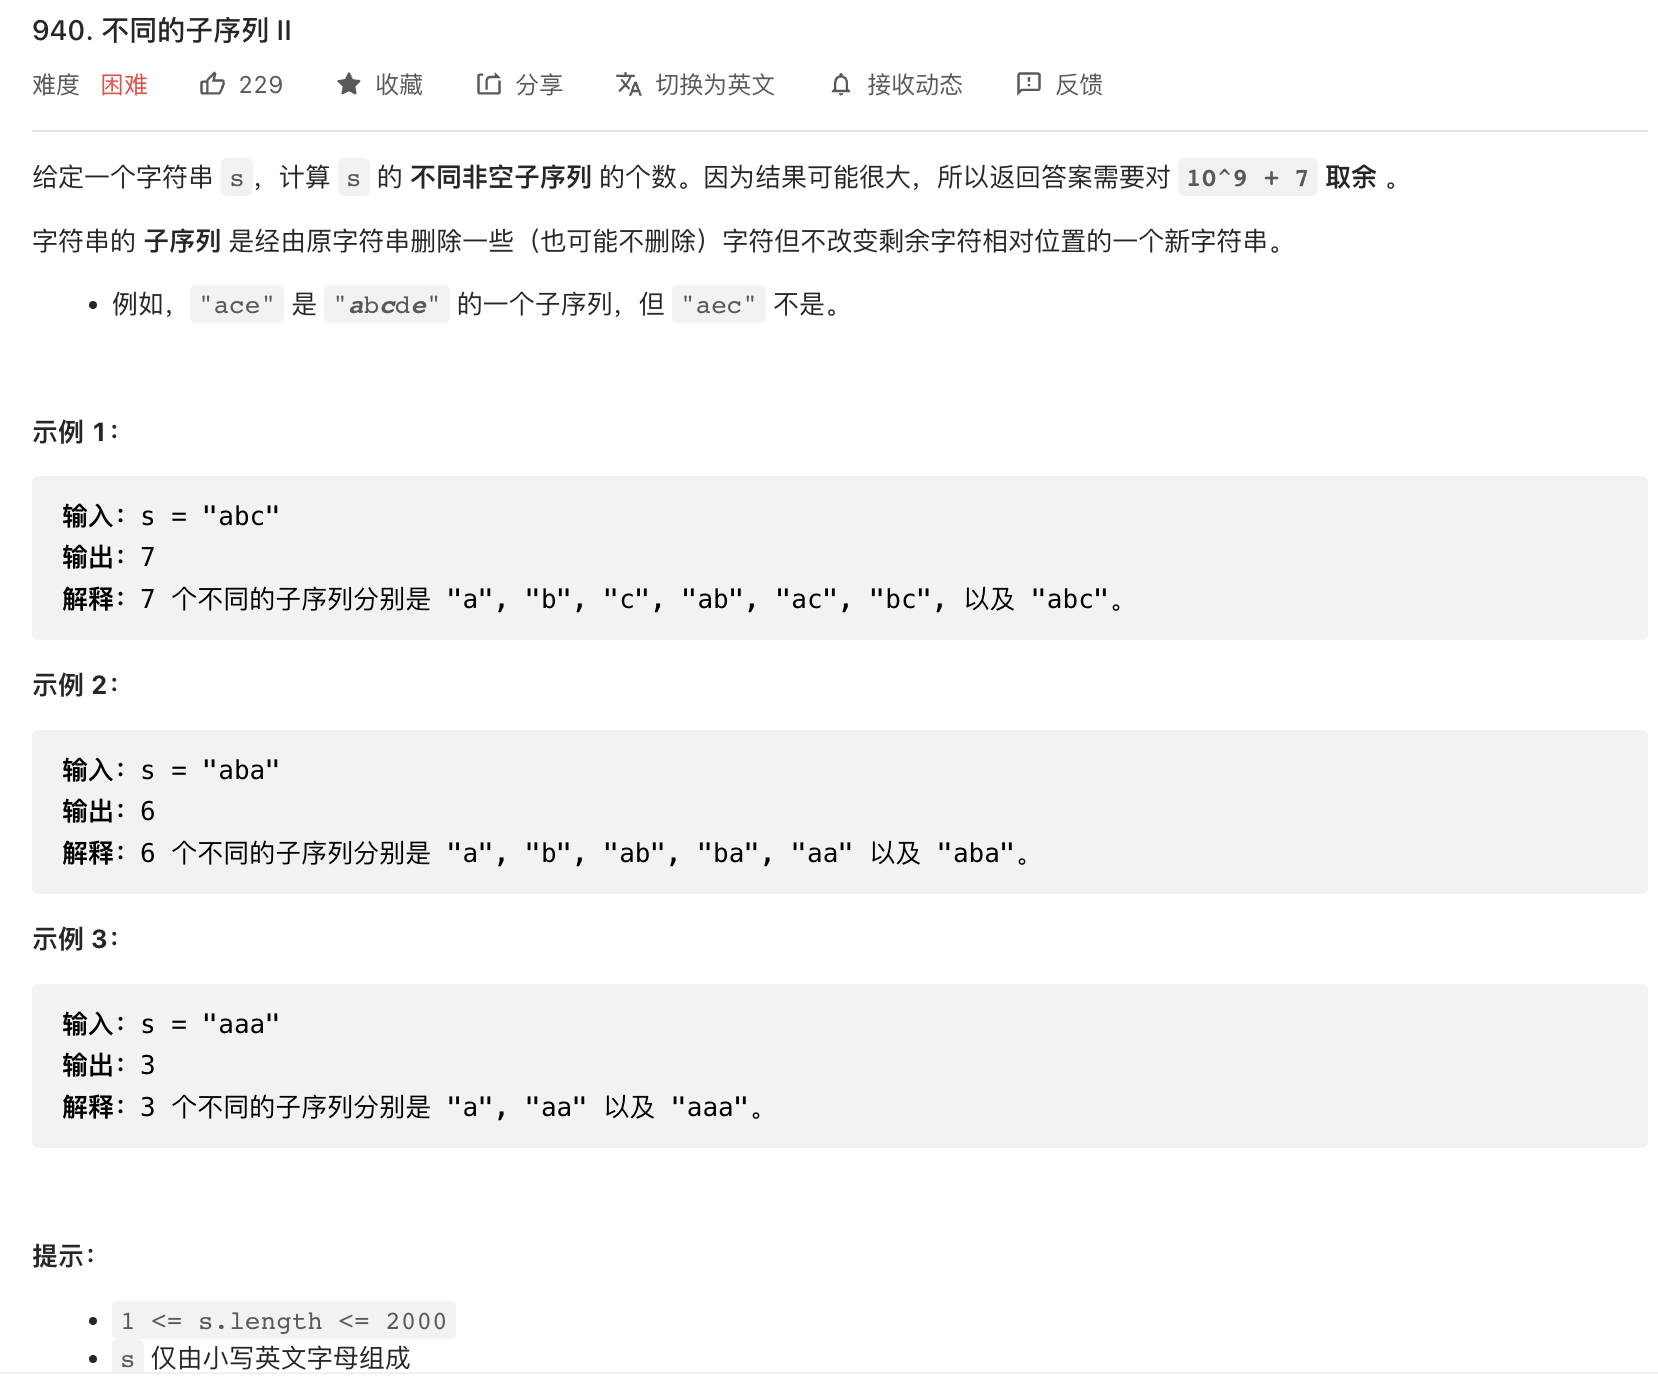 940. 不同的子序列 II
难度 困难 229 收藏 分享 切换为英文 接收动态 反馈
给定一个字符串 s，计算 s 的 不同非空子序列 的个数。因为结果可能很大，所以返回答案需要对 10^9 + 7 取余 。
字符串的 子序列 是经由原字符串删除一些（也可能不删除）字符但不改变剩余字符相对位置的一个新字符串。
• 例如，"ace" 是 "abcde" 的一个子序列，但 "aec" 不是。
示例 1：
输入：s = "abc"
输出：7
解释：7 个不同的子序列分别是 "a", "b", "c", "ab", "ac", "bc", 以及 "abc"。
示例 2：
输入：s = "aba"
输出：6
解释：6 个不同的子序列分别是 "a", "b", "ab", "ba", "aa" 以及 "aba"。
示例 3：
输入：s = "aaa"
输出：3
解释：3 个不同的子序列分别是 "a", "aa" 以及 "aaa"。
提示：
• 1 <= s.length <= 2000
• s 仅由小写英文字母组成